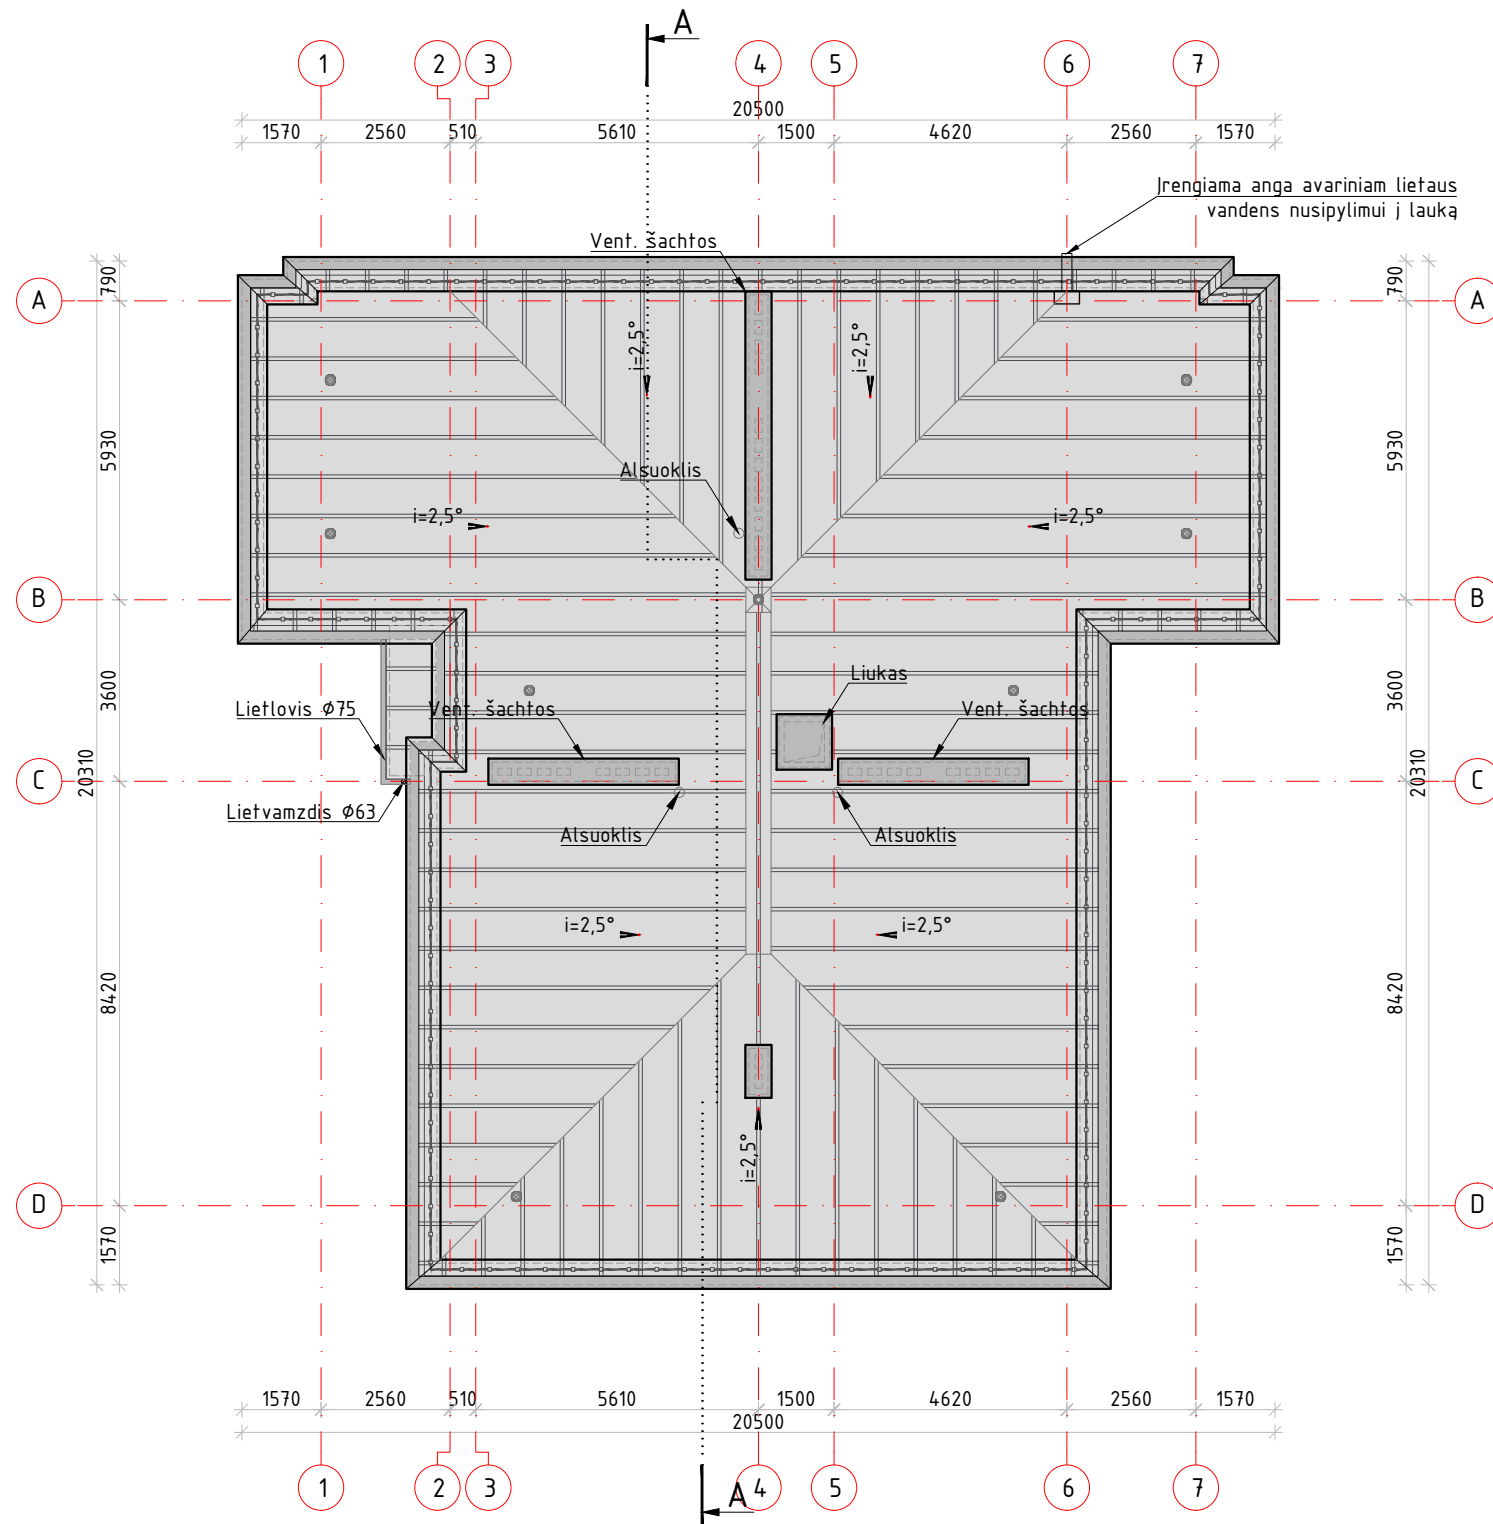 A
1 2 3 4 5 6 7
20500
1570 2560 510 5610 1500 4620 2560 1570
Įrengiama anga avariniam lietaus
vandens nusipylimui į lauką
Vent. šachtos
790 790
A A
i=2,5° i=2,5°
5930 5930
Alsuoklis
i=2,5° i=2,5°
B B
Liukas
3600 3600
Lietlovis Ø75 Vent. šachtos Vent. šachtos
20310 20310
C C
Lietvamzdis Ø63
Alsuoklis Alsuoklis
i=2,5° i=2,5°
8420 8420
i=2,5°
D D
1570 1570
1570 2560 510 5610 1500 4620 2560 1570
20500
1 2 3 4 5 6 7
A